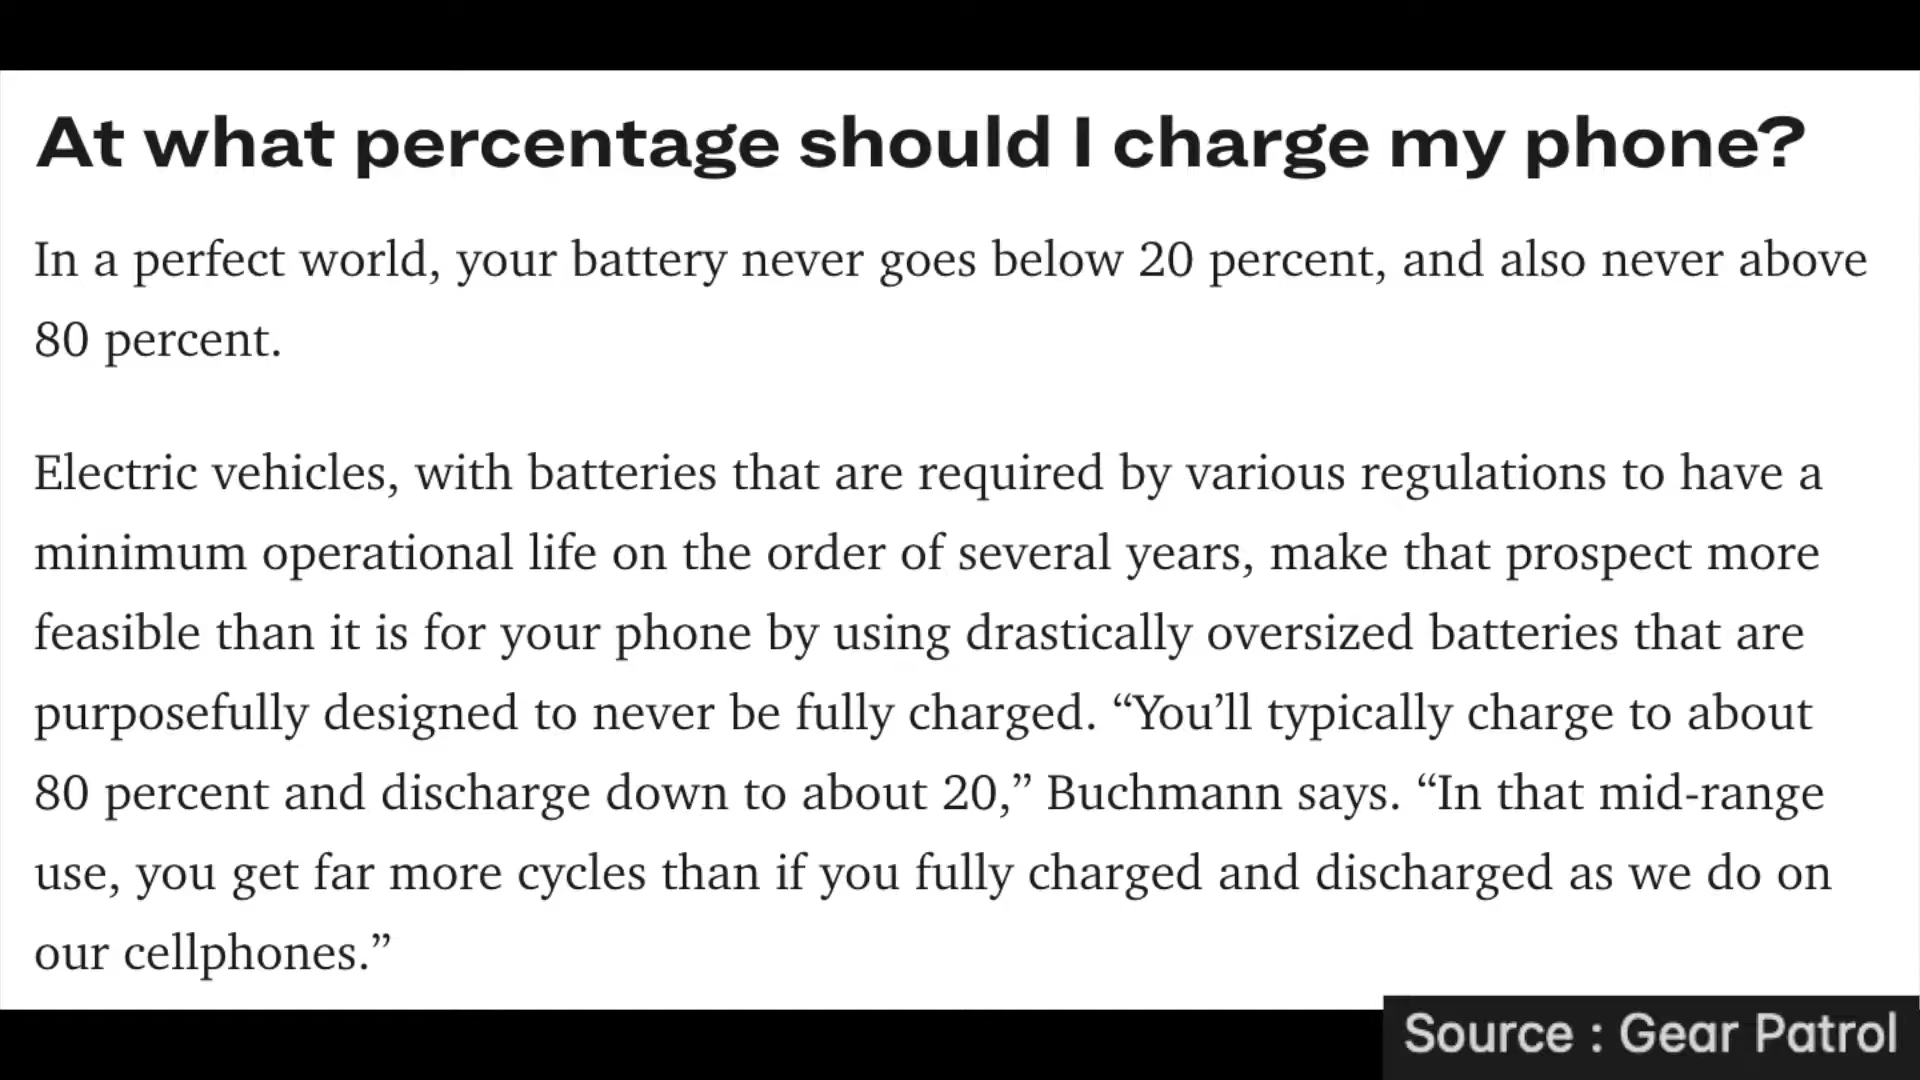 At what percentage should I charge my phone?
In a perfect world, your battery never goes below 20 percent, and also never above
80 percent.
Electric vehicles, with batteries that are required by various regulations to have a
minimum operational life on the order of several years, make that prospect more
feasible than it is for your phone by using drastically oversized batteries that are
purposefully designed to never be fully charged. “You’ll typically charge to about
80 percent and discharge down to about 20,” Buchmann says. “In that mid-range
use, you get far more cycles than if you fully charged and discharged as we do on
our cellphones.”
Source : Gear Patrol